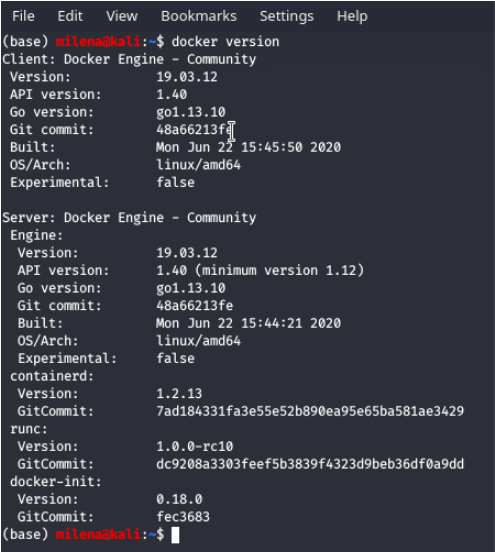 File Edit View Bookmarks Settings Help
(base) milena@kali:~$ docker version
Client: Docker Engine - Community
Version: 19.03.12
API version: 1.40
Go version: go1.13.10
Git commit: 48a66213fe
Built: Mon Jun 22 15:45:50 2020
OS/Arch: linux/amd64
Experimental: false
Server: Docker Engine - Community
Engine:
Version: 19.03.12
API version: 1.40 (minimum version 1.12)
Go version: go1.13.10
Git commit: 48a66213fe
Built: Mon Jun 22 15:44:21 2020
OS/Arch: linux/amd64
Experimental: false
containerd:
Version: 1.2.13
GitCommit: 7ad184331fa3e55e52b890ea95e65ba581ae3429
runc:
Version: 1.0.0-rc10
GitCommit: dc9208a3303feef5b3839f4323d9beb36df0a9dd
docker-init:
Version: 0.18.0
GitCommit: fec3683
(base) milena@kali:~$